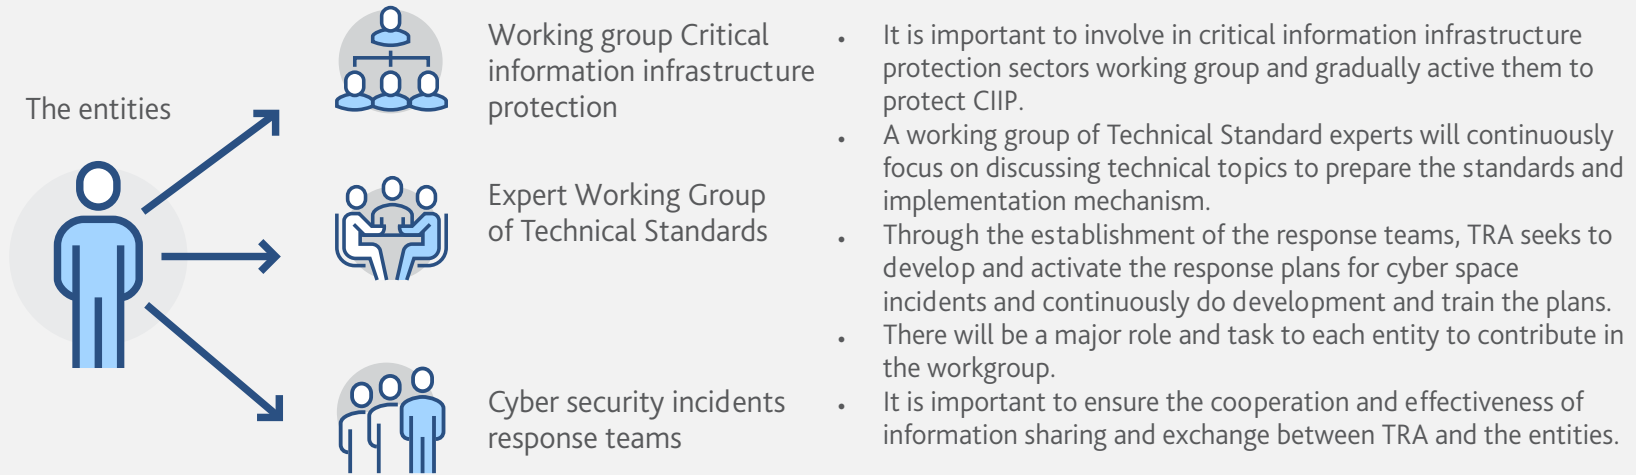 The entities
Working group Critical
information infrastructure
protection
Expert Working Group
of Technical Standards
Cyber security incidents
response teams
• It is important to involve in critical information infrastructure
protection sectors working group and gradually active them to
protect CIIP.
• A working group of Technical Standard experts will continuously
focus on discussing technical topics to prepare the standards and
implementation mechanism.
• Through the establishment of the response teams, TRA seeks to
develop and activate the response plans for cyber space
incidents and continuously do development and train the plans.
• There will be a major role and task to each entity to contribute in
the workgroup.
• It is important to ensure the cooperation and effectiveness of
information sharing and exchange between TRA and the entities.